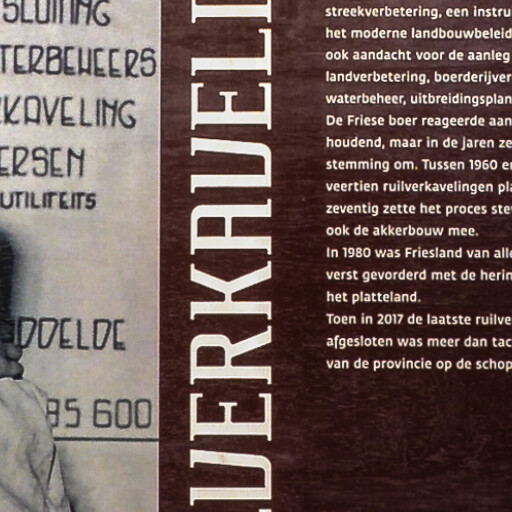 SLUITING
TERBEHEERS
KAVELING
ERSEN
UTILITEITS
DDELDE
85 600
LVERKAVELI
streekverbetering, een instru
het moderne landbouwbeleid
ook aandacht voor de aanleg
landverbetering, boerderijver
waterbeheer, uitbreidingsplan
De Friese boer reageerde aan
houdend, maar in de jaren ze
stemming om. Tussen 1960 e
veertien ruilverkavelingen pla
zeventig zette het proces ste
ook de akkerbouw mee.
In 1980 was Friesland van alle
verst gevorderd met de herin
het platteland.
Toen in 2017 de laatste ruilve
afgesloten was meer dan tac
van de provincie op de schop